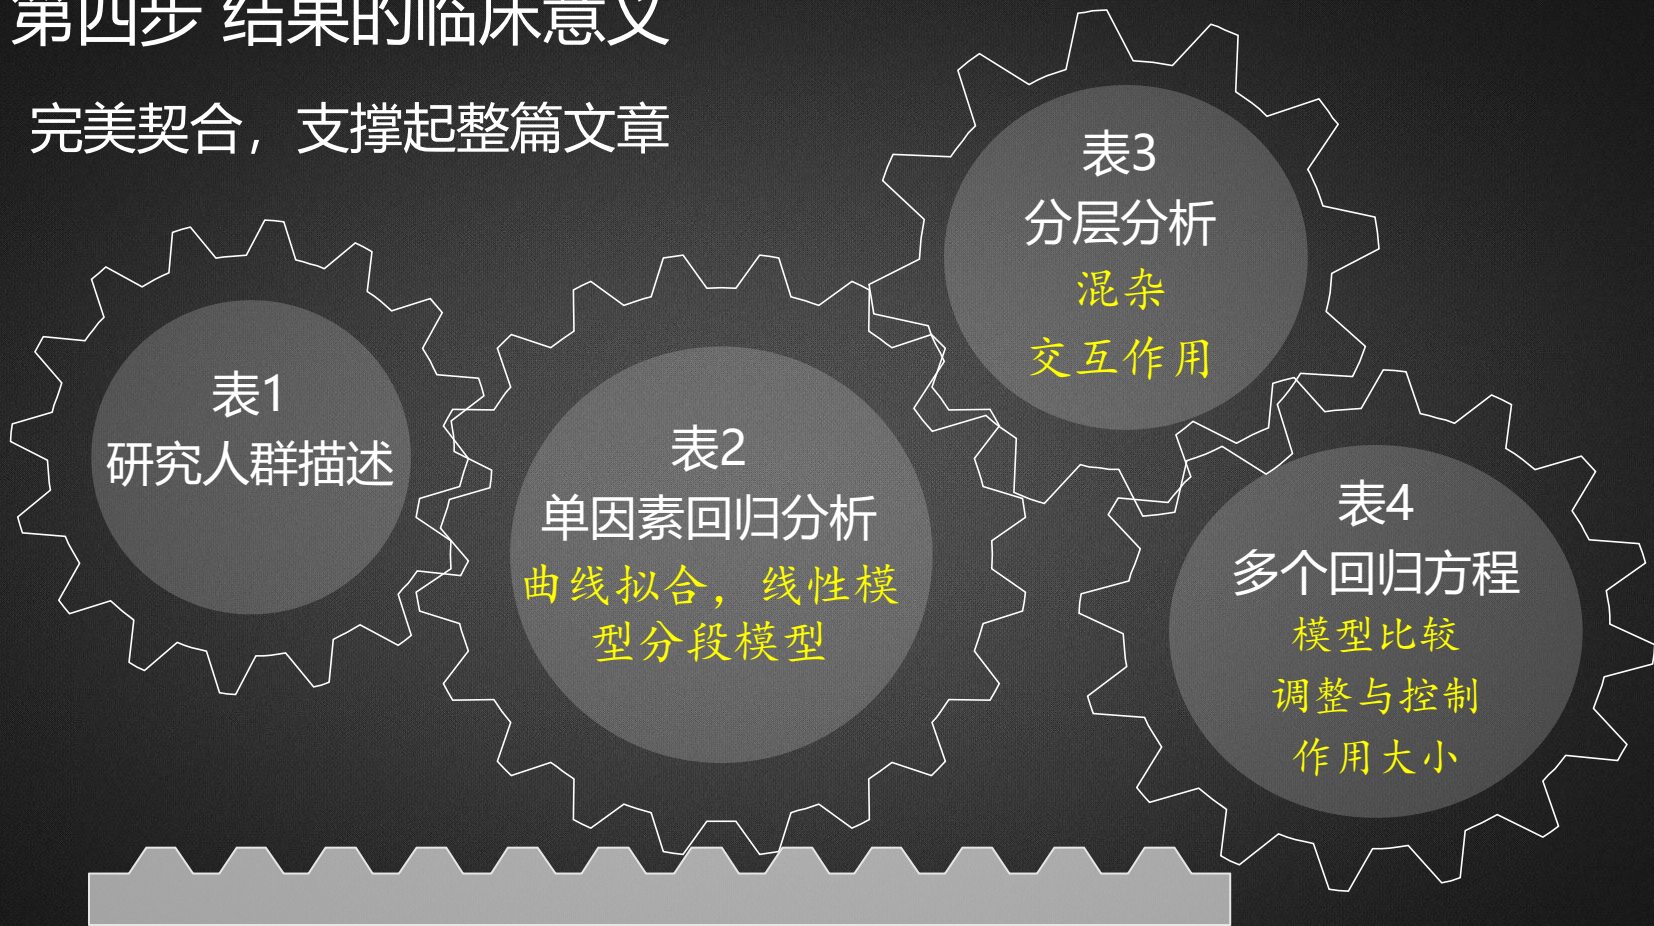 第四步 结果的临床意义
完美契合，支撑起整篇文章
表1
研究人群描述
表2
单因素回归分析
曲线拟合，线性模
型分段模型
表3
分层分析
混杂
交互作用
表4
多个回归方程
模型比较
调整与控制
作用大小